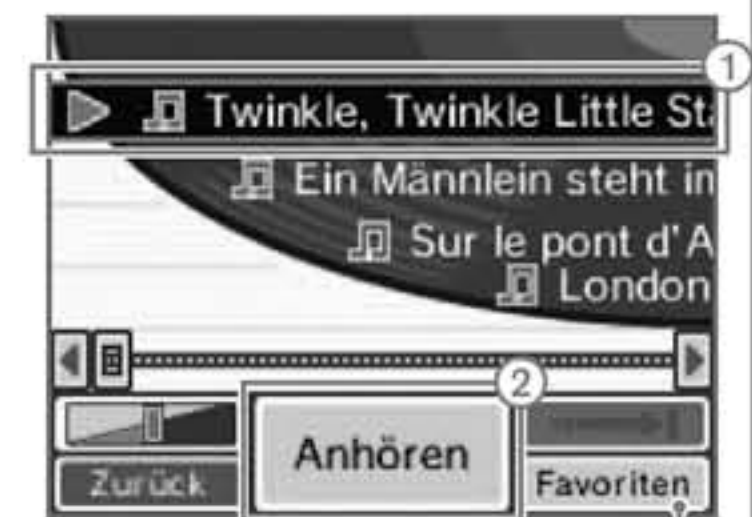 1
Twinkle, Twinkle Little St
Ein Männlein steht in
Sur le pont d'A
London
2
Anhören
Zurück
Favoriten